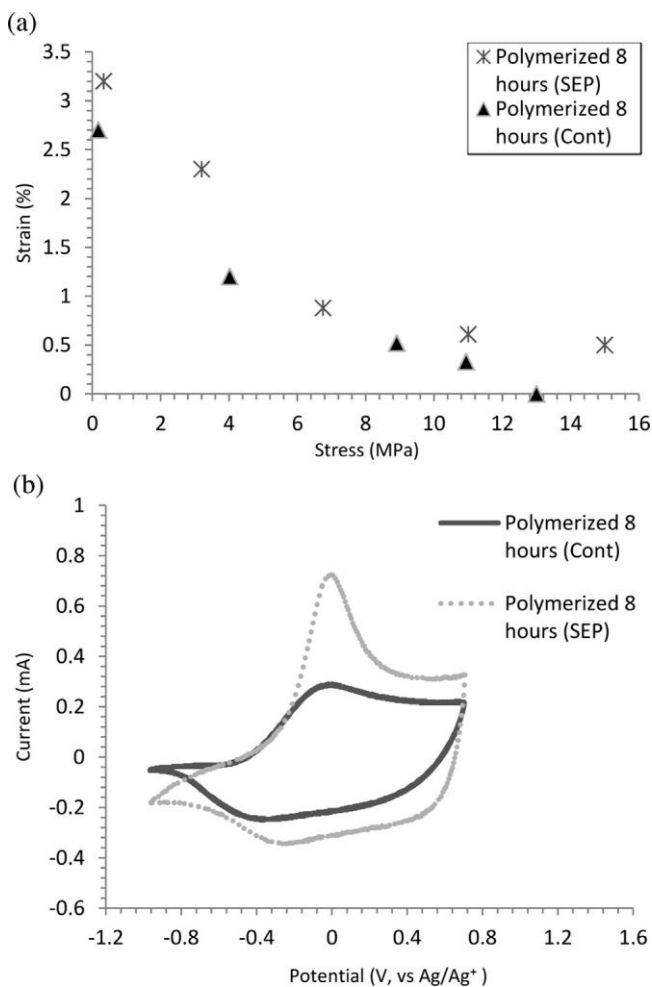 (a)
3.5
3
2.5
2
1.5
1
0.5
0
Strain (%)
0 2 4 6 8 10 12 14 16
Stress (MPa)
Polymerized 8
hours (SEP)
Polymerized 8
hours (Cont)
(b)
1
0.8
0.6
0.4
0.2
0
-0.2
-0.4
-0.6
Current (mA)
-1.2 -0.8 -0.4 0 0.4 0.8 1.2 1.6
Potential (V, vs Ag/Ag⁺ )
Polymerized 8
hours (Cont)
Polymerized 8
hours (SEP)